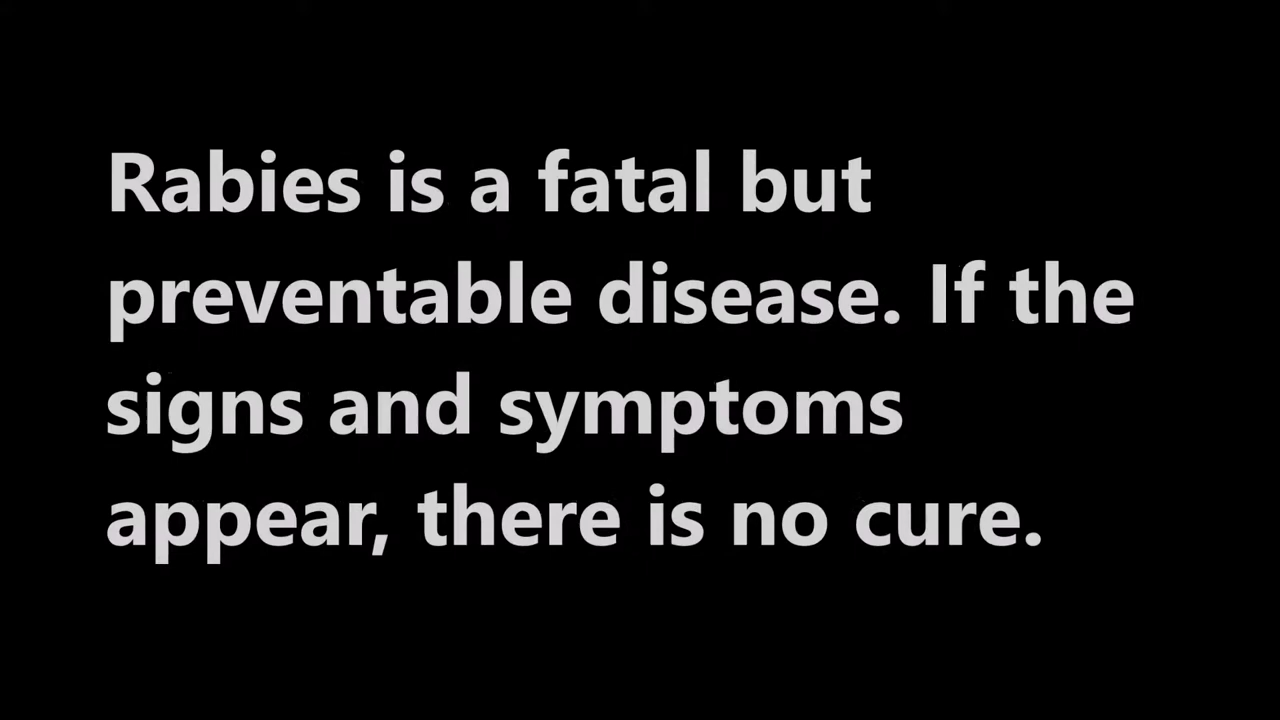 Rabies is a fatal but
preventable disease. If the
signs and symptoms
appear, there is no cure.